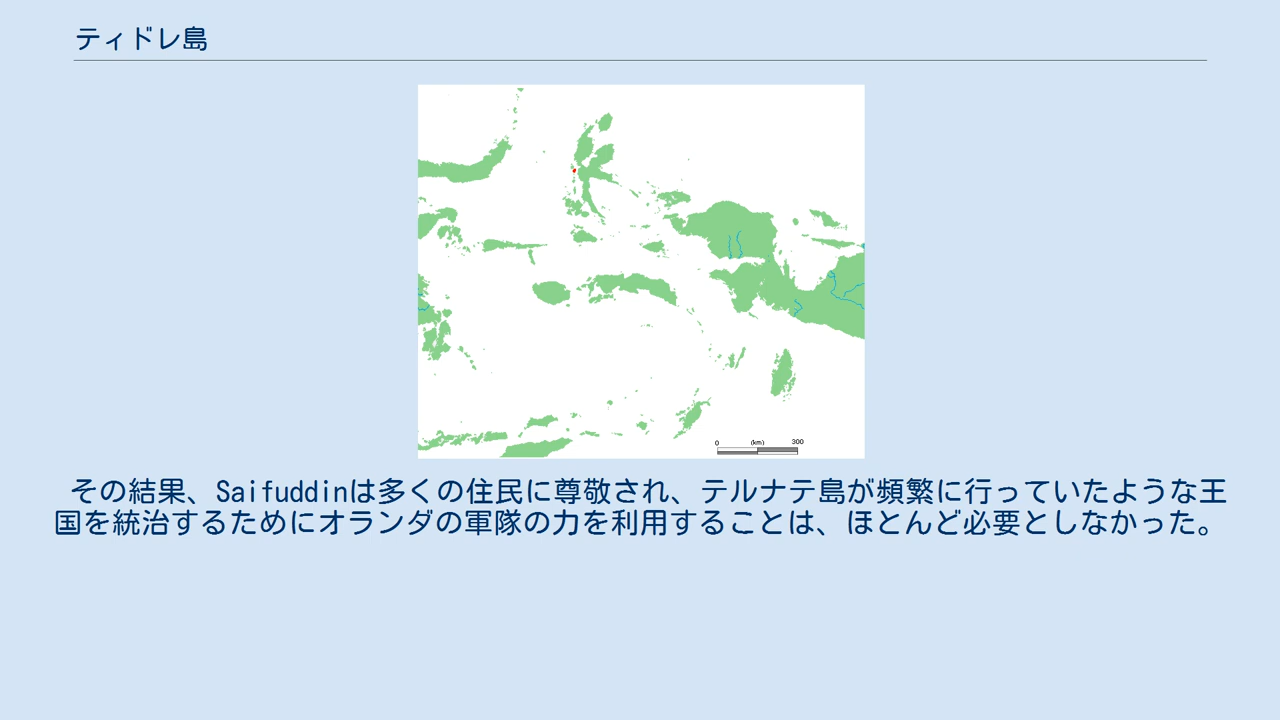 ティドレ島
0 (km) 300
その結果、Saifuddinは多くの住民に尊敬され、テルナテ島が頻繁に行っていたような王
国を統治するためにオランダの軍隊の力を利用することは、ほとんど必要としなかった。